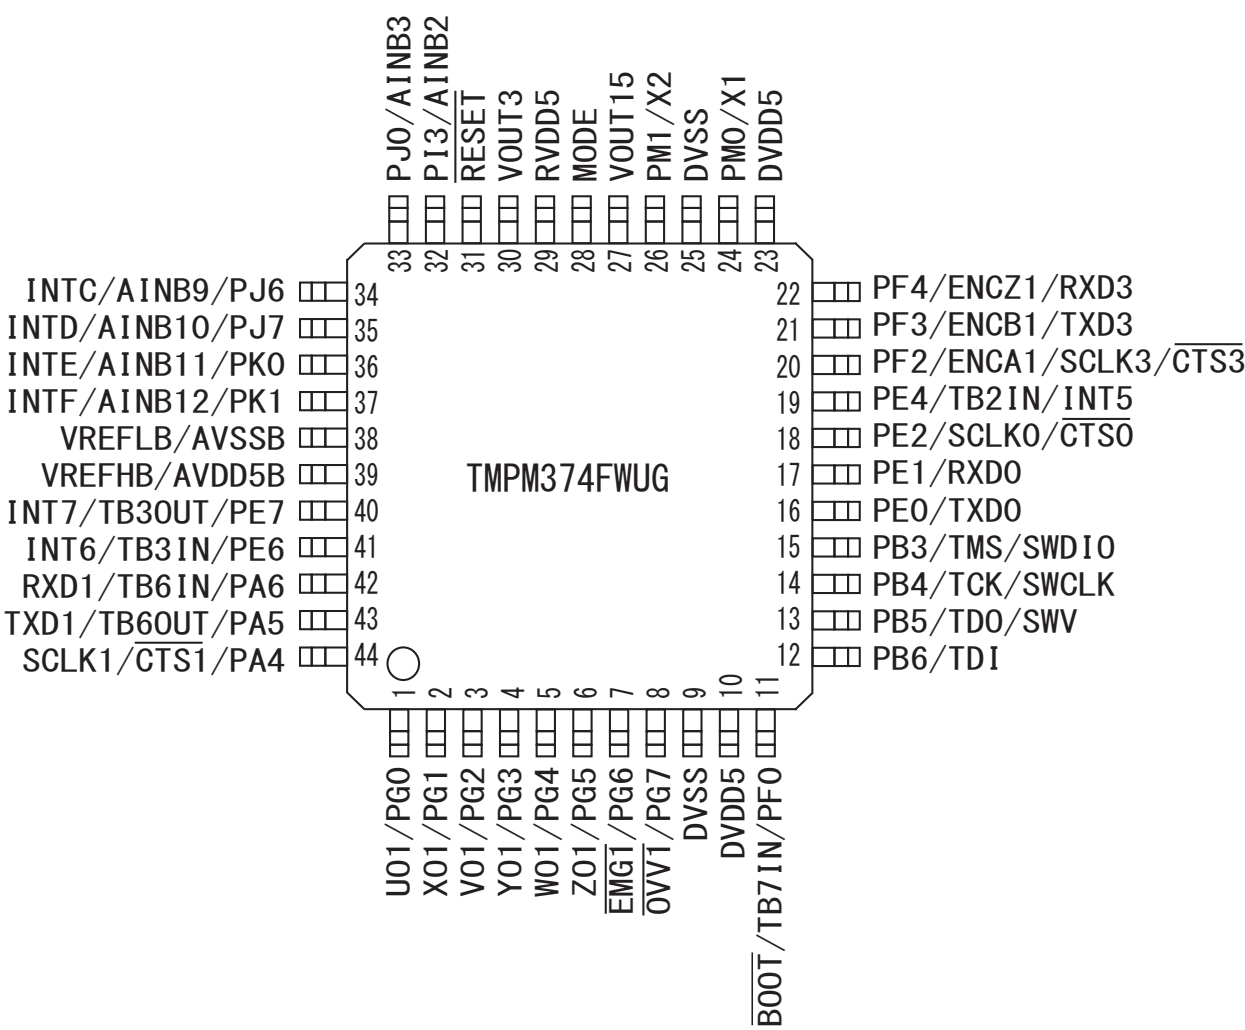 PJ0/AINB3
PI3/AINB2
RESET
VOUT3
RVDD5
MODE
VOUT15
PM1/X2
DVSS
PM0/X1
DVDD5
33
32
31
30
29
28
27
26
25
24
23
INTC/AINB9/PJ6 34
INTD/AINB10/PJ7 35
INTE/AINB11/PK0 36
INTF/AINB12/PK1 37
VREFLB/AVSSB 38
VREFHB/AVDD5B 39
INT7/TB3OUT/PE7 40
INT6/TB3IN/PE6 41
RXD1/TB6IN/PA6 42
TXD1/TB6OUT/PA5 43
SCLK1/CTS1/PA4 44
TMPM374FWUG
22 PF4/ENCZ1/RXD3
21 PF3/ENCB1/TXD3
20 PF2/ENCA1/SCLK3/CTS3
19 PE4/TB2IN/INT5
18 PE2/SCLK0/CTS0
17 PE1/RXD0
16 PE0/TXD0
15 PB3/TMS/SWDIO
14 PB4/TCK/SWCLK
13 PB5/TDO/SWV
12 PB6/TDI
1
2
3
4
5
6
7
8
9
10
11
UO1/PG0
XO1/PG1
VO1/PG2
YO1/PG3
WO1/PG4
ZO1/PG5
EMG1/PG6
OVV1/PG7
DVSS
DVDD5
BOOT/TB7IN/PF0